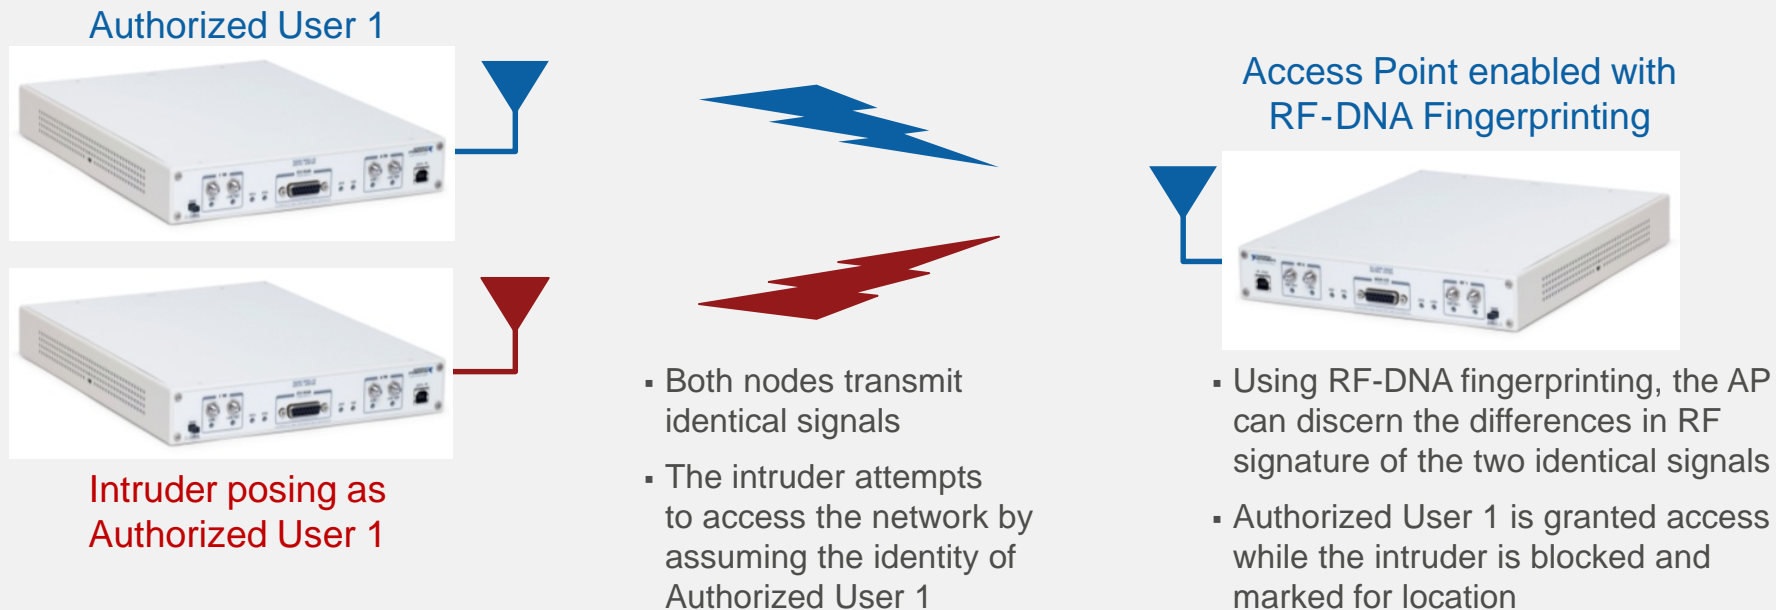 Authorized User 1
Intruder posing as
Authorized User 1
▪ Both nodes transmit
identical signals
▪ The intruder attempts
to access the network by
assuming the identity of
Authorized User 1
Access Point enabled with
RF-DNA Fingerprinting
▪ Using RF-DNA fingerprinting, the AP
can discern the differences in RF
signature of the two identical signals
▪ Authorized User 1 is granted access
while the intruder is blocked and
marked for location